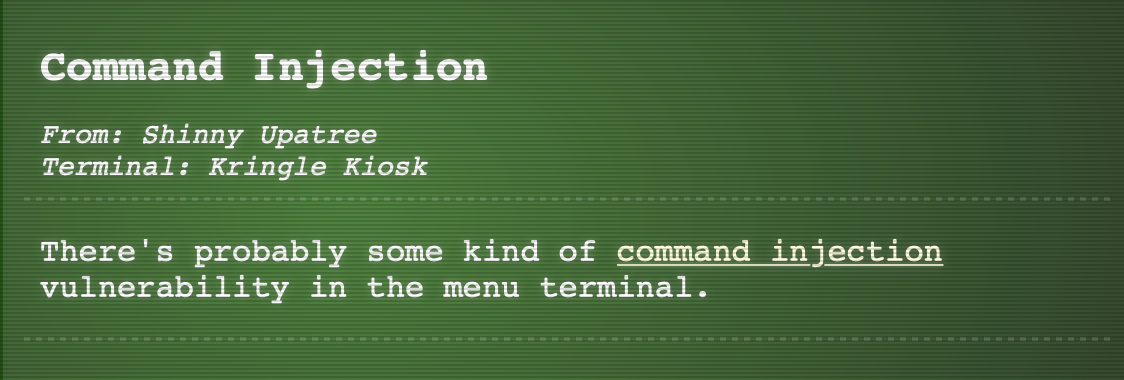 Command Injection
From: Shinny Upatree
Terminal: Kringle Kiosk
There's probably some kind of command injection
vulnerability in the menu terminal.